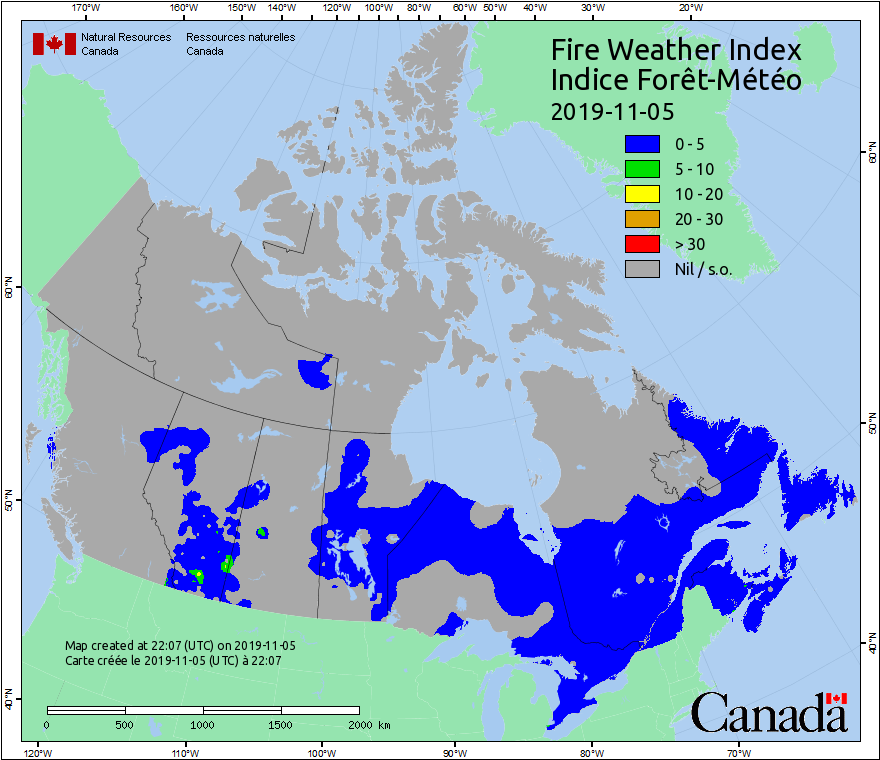 170°W 160°W 150°W 140°W 120°W 100°W 80°W 60°W 50°W 40°W 30°W 20°W
Natural Resources Canada
Ressources naturelles Canada
Fire Weather Index
Indice Forêt-Météo
2019-11-05
0 - 5
5 - 10
10 - 20
20 - 30
> 30
Nil / s.o.
60°N
50°N
40°N
60°N
50°N
40°N
Map created at 22:07 (UTC) on 2019-11-05
Carte créée le 2019-11-05 (UTC) à 22:07
0 500 1000 1500 2000 km
Canada
120°W 110°W 100°W 90°W 80°W 70°W